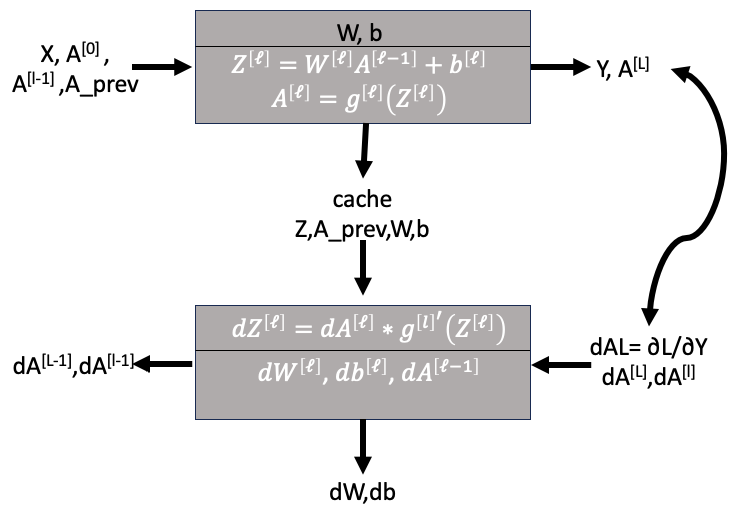 W, b
X, A[0] ,
A[l-1] ,A_prev
Z[ℓ] = W[ℓ]A[ℓ−1] + b[ℓ]
A[ℓ] = g[ℓ](Z[ℓ])
Y, A[L]
cache
Z,A_prev,W,b
dZ[ℓ] = dA[ℓ] ∗ g[l]′(Z[ℓ])
dW[ℓ], db[ℓ], dA[ℓ−1]
dA[L-1],dA[l-1]
dAL= ∂L/∂Y
dA[L],dA[l]
dW,db